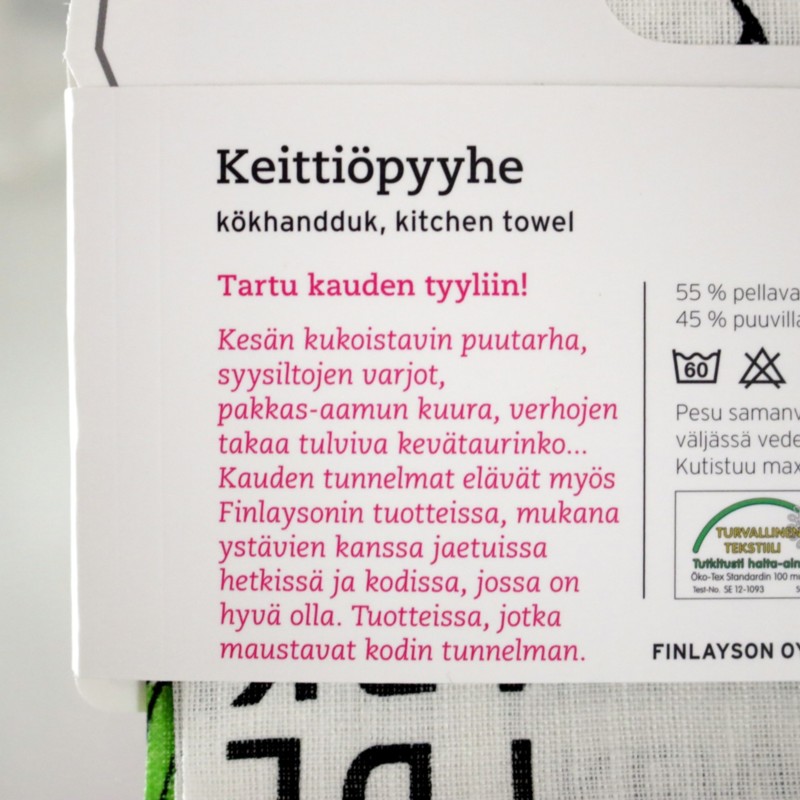 Keittiöpyyhe
kökhandduk, kitchen towel
Tartu kauden tyyliin!
Kesän kukoistavin puutarha,
syysiltojen varjot,
pakkas-aamun kuura, verhojen
takaa tulviva kevätaurinko...
Kauden tunnelmat elävät myös
Finlaysonin tuotteissa, mukana
ystävien kanssa jaetuissa
hetkissä ja kodissa, jossa on
hyvä olla. Tuotteissa, jotka
maustavat kodin tunnelman.
55 % pellava
45 % puuvilla
60
Pesu
väljässä
Kutistuu
TURVALLINEN
TEKSTIILI
Tutkitusti
Öko-Tex Standardin 100
Test-No. SE 12-1093
FINLAYSON OY